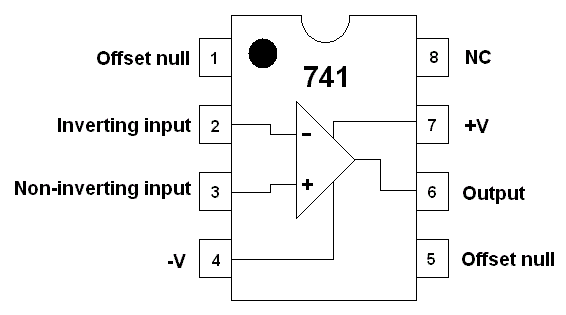 Offset null 1 8 NC
741
Inverting input 2 - 7 +V
Non-inverting input 3 + 6 Output
-V 4 5 Offset null